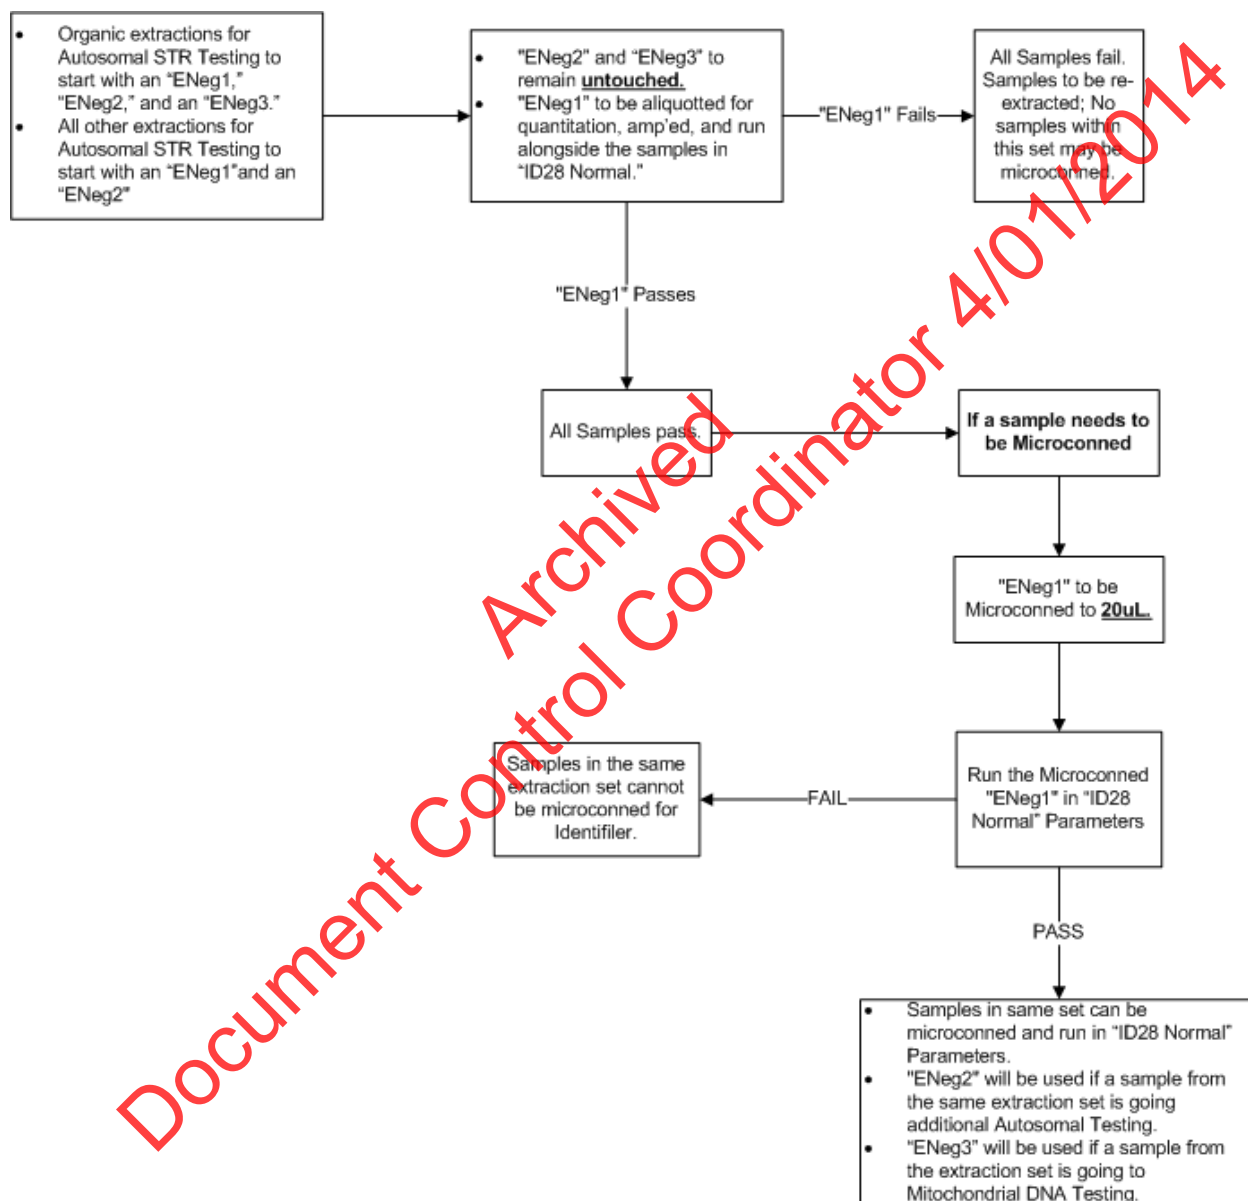 • Organic extractions for
Autosomal STR Testing to
start with an “ENeg1,”
“ENeg2,” and an “ENeg3.”
• All other extractions for
Autosomal STR Testing to
start with an “ENeg1”and an
“ENeg2”
• "ENeg2” and “ENeg3” to
remain untouched.
• "ENeg1” to be aliquotted for
quantitation, amp’ed, and run
alongside the samples in
“ID28 Normal.”
"ENeg1” Fails
All Samples fail.
Samples to be re-
extracted; No
samples within
this set may be
microconned.
"ENeg1" Passes
All Samples pass.
If a sample needs to
be Microconned
"ENeg1" to be
Microconned to 20uL.
Run the Microconned
"ENeg1” in “ID28
Normal” Parameters
FAIL
Samples in the same
extraction set cannot
be microconned for
Identifiler.
PASS
• Samples in same set can be
microconned and run in “ID28 Normal”
Parameters.
• "ENeg2” will be used if a sample from
the same extraction set is going
additional Autosomal Testing.
• “ENeg3” will be used if a sample from
the extraction set is going to
Mitochondrial DNA Testing.
Archived
Document Control Coordinator 4/01/2014